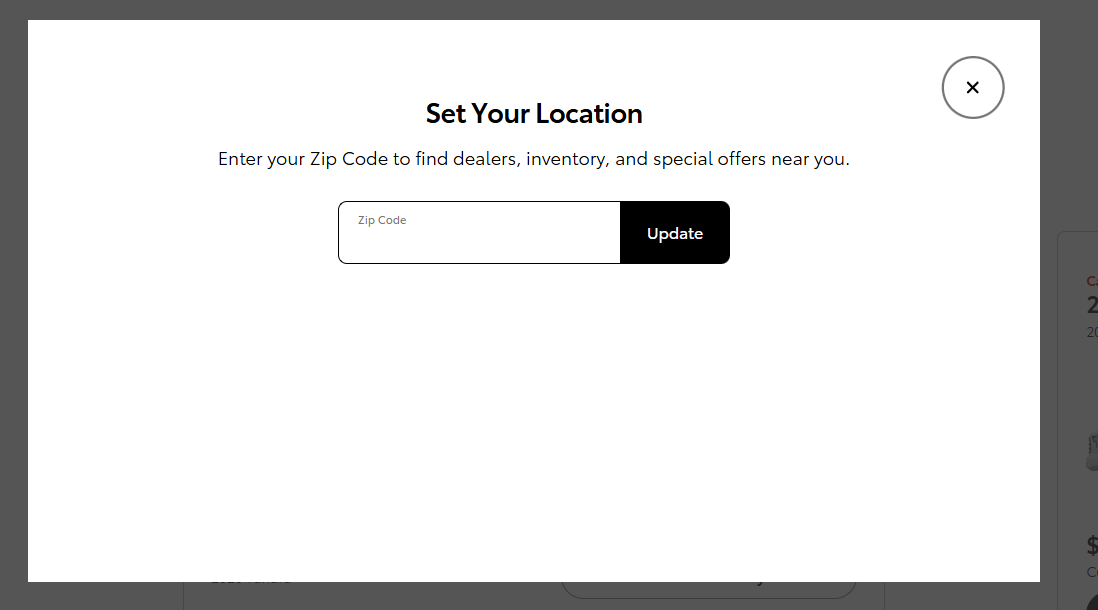 Set Your Location
Enter your Zip Code to find dealers, inventory, and special offers near you.
Zip Code
Update